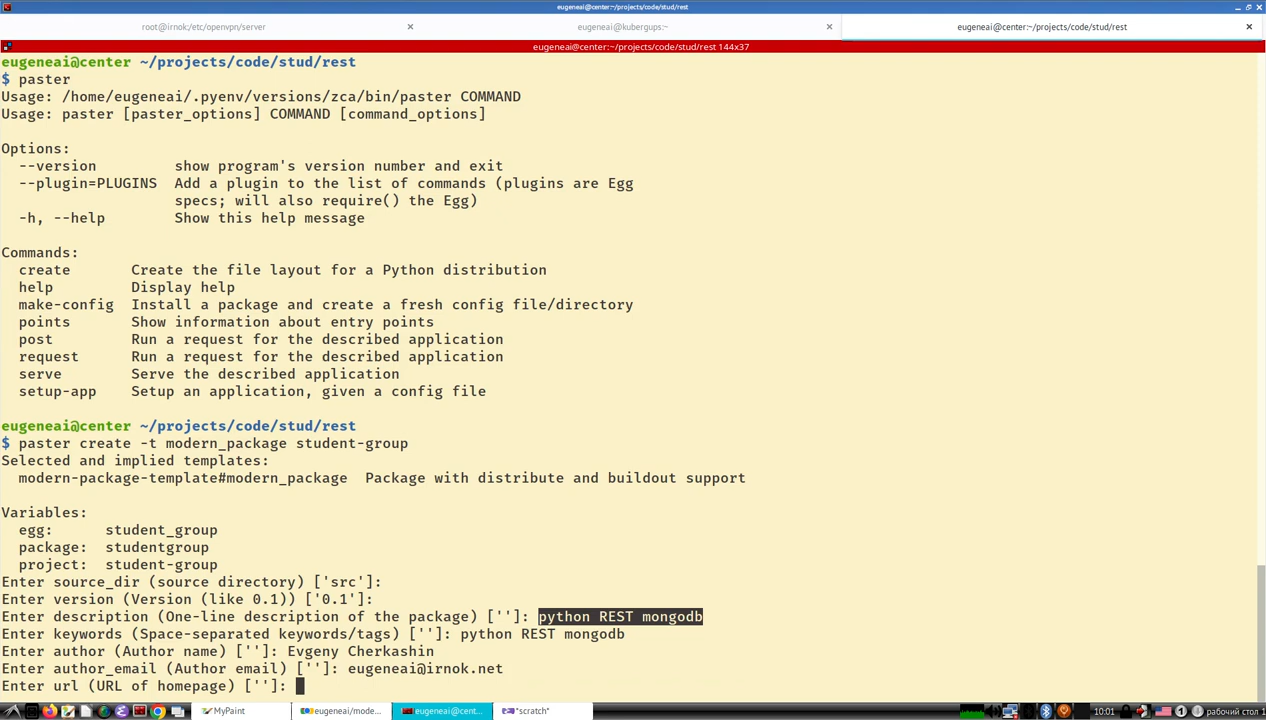 eugeneai@center:~/projects/code/stud/rest
root@irnok:/etc/openvpn/server
eugeneai@kubergups:~
eugeneai@center:~/projects/code/stud/rest
eugeneai@center:~/projects/code/stud/rest 144x37
eugeneai@center ~/projects/code/stud/rest
$ paster
Usage: /home/eugeneai/.pyenv/versions/zca/bin/paster COMMAND
Usage: paster [paster_options] COMMAND [command_options]
Options:
--version show program's version number and exit
--plugin=PLUGINS Add a plugin to the list of commands (plugins are Egg
specs; will also require() the Egg)
-h, --help Show this help message
Commands:
create Create the file layout for a Python distribution
help Display help
make-config Install a package and create a fresh config file/directory
points Show information about entry points
post Run a request for the described application
request Run a request for the described application
serve Serve the described application
setup-app Setup an application, given a config file
eugeneai@center ~/projects/code/stud/rest
$ paster create -t modern_package student-group
Selected and implied templates:
modern-package-template#modern_package Package with distribute and buildout support
Variables:
egg: student_group
package: studentgroup
project: student-group
Enter source_dir (source directory) ['src']:
Enter version (Version (like 0.1)) ['0.1']:
Enter description (One-line description of the package) ['']: python REST mongodb
Enter keywords (Space-separated keywords/tags) ['']: python REST mongodb
Enter author (Author name) ['']: Evgeny Cherkashin
Enter author_email (Author email) ['']: eugeneai@irnok.net
Enter url (URL of homepage) ['']:
MyPaint
eugeneai/mode...
eugeneai@cent...
*scratch*
10:01
рабочий стол 1